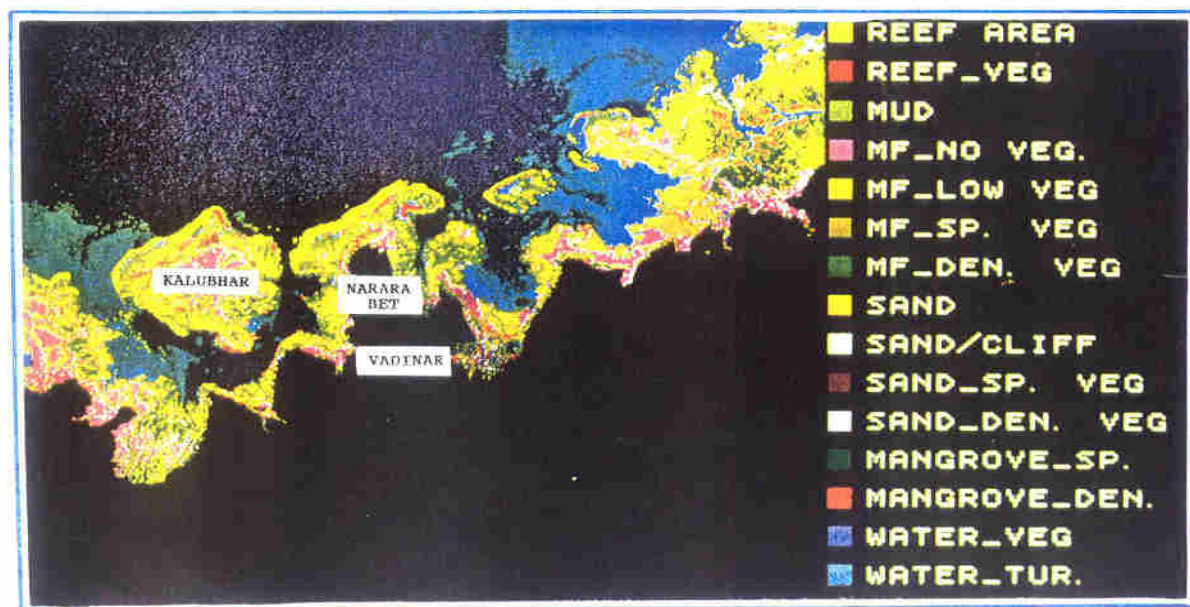 REEF AREA
REEF_VEG
MUD
MF_NO VEG.
MF_LOW VEG
MF_SP. VEG
MF_DEN. VEG
SAND
SAND/CLIFF
SAND_SP. VEG
SAND_DEN. VEG
MANGROVE_SP.
MANGROVE_DEN.
WATER_VEG
WATER_TUR.
KALUBHAR
NARARA
BET
VADINAR